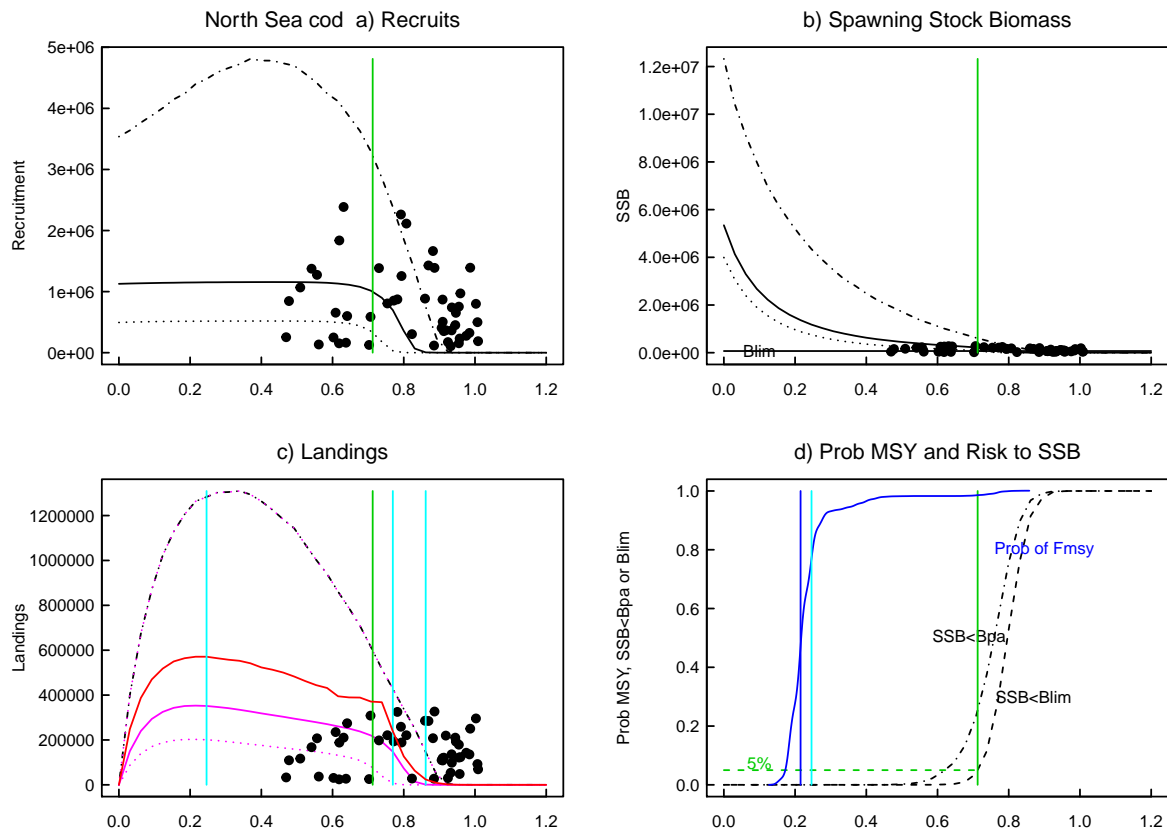 North Sea cod  a) Recruits
Recruitment
5e+06
4e+06
3e+06
2e+06
1e+06
0e+00
0.0 0.2 0.4 0.6 0.8 1.0 1.2
b) Spawning Stock Biomass
SSB
1.2e+07
1.0e+07
8.0e+06
6.0e+06
4.0e+06
2.0e+06
0.0e+00
Blim
0.0 0.2 0.4 0.6 0.8 1.0 1.2
c) Landings
Landings
1200000
1000000
800000
600000
400000
200000
0
0.0 0.2 0.4 0.6 0.8 1.0 1.2
d) Prob MSY and Risk to SSB
Prob MSY, SSB<Bpa or Blim
1.0
0.8
0.6
0.4
0.2
0.0
Prob of Fmsy
SSB<Bpa
SSB<Blim
5%
0.0 0.2 0.4 0.6 0.8 1.0 1.2